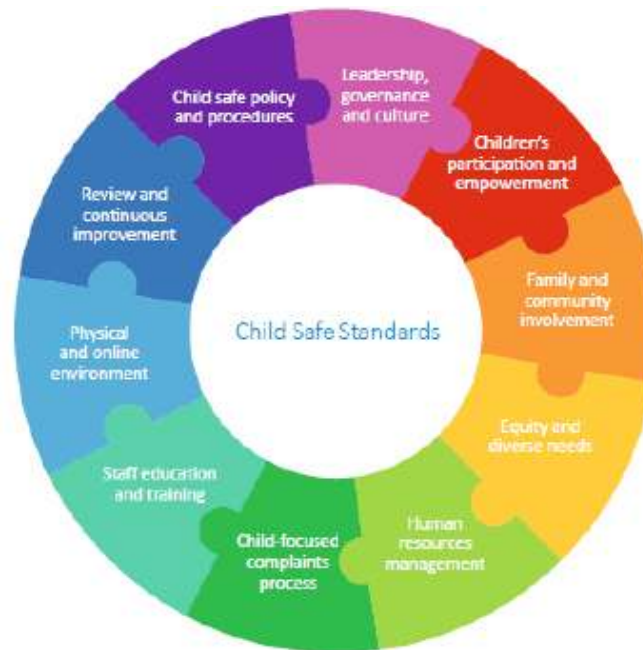 Leadership,
governance
and culture
Children's
participation and
empowerment
Family and
community
involvement
Equity and
diverse needs
Human
resources
management
Child-focused
complaints
process
Staff education
and training
Physical
and online
environment
Review and
continuous
improvement
Child safe policy
and procedures
Child Safe Standards